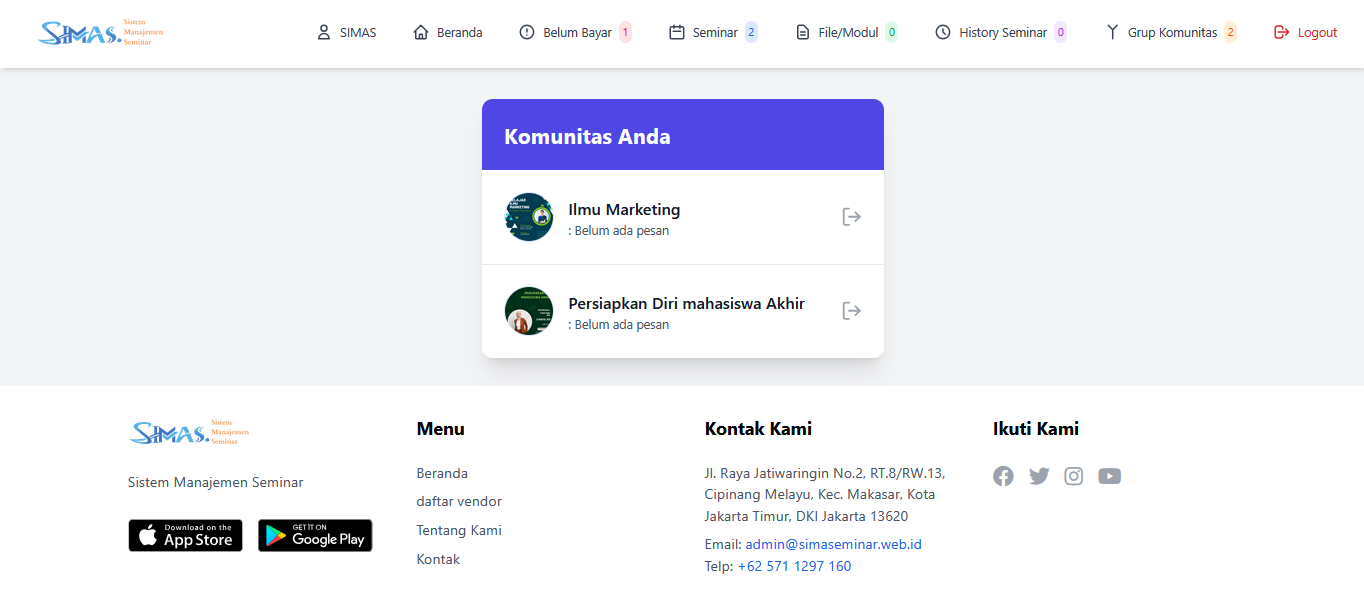 SIMAS. Sistem
Manajemen
Seminar
SIMAS
Beranda
Belum Bayar 1
Seminar 2
File/Modul 0
History Seminar 0
Grup Komunitas 2
Logout
Komunitas Anda
Ilmu Marketing
: Belum ada pesan
Persiapkan Diri mahasiswa Akhir
: Belum ada pesan
SIMAS. Sistem
Manajemen
Seminar
Sistem Manajemen Seminar
Download on the
App Store
GET IT ON
Google Play
Menu
Beranda
daftar vendor
Tentang Kami
Kontak
Kontak Kami
Jl. Raya Jatiwaringin No.2, RT.8/RW.13,
Cipinang Melayu, Kec. Makasar, Kota
Jakarta Timur, DKI Jakarta 13620
Email: admin@simaseminar.web.id
Telp: +62 571 1297 160
Ikuti Kami